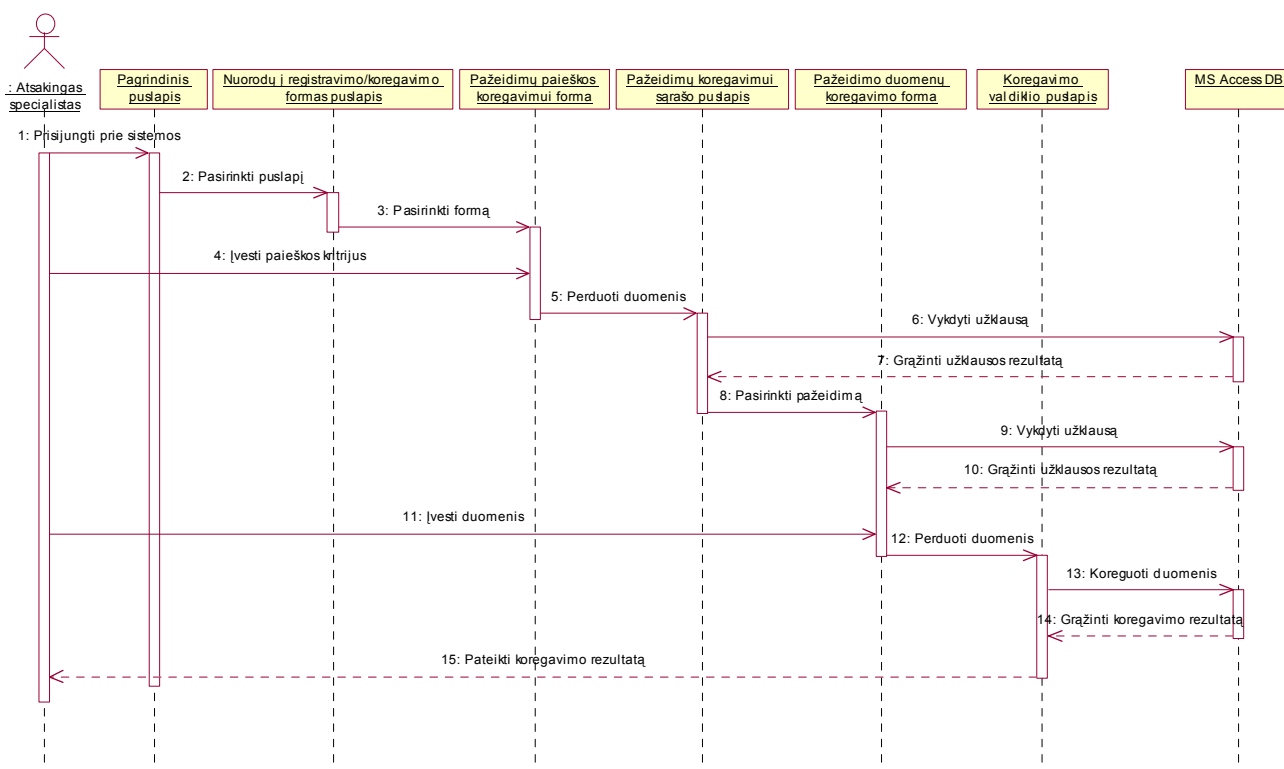 : Atsakingas
specialistas
Pagrindinis
puslapis
Nuorodų į registravimo/koregavimo
formas puslapis
Pažeidimų paieškos
koregavimui forma
Pažeidimų koregavimui
sąrašo puslapis
Pažeidimo duomenų
koregavimo forma
Koregavimo
valdiklio puslapis
MS Access DB
1: Prisijungti prie sistemos
2: Pasirinkti puslapį
3: Pasirinkti formą
4: Įvesti paieškos kritrijus
5: Perduoti duomenis
6: Vykdyti užklausą
7: Grąžinti užklausos rezultatą
8: Pasirinkti pažeidimą
9: Vykdyti užklausą
10: Grąžinti užklausos rezultatą
11: Įvesti duomenis
12: Perduoti duomenis
13: Koreguoti duomenis
14: Grąžinti koregavimo rezultatą
15: Pateikti koregavimo rezultatą